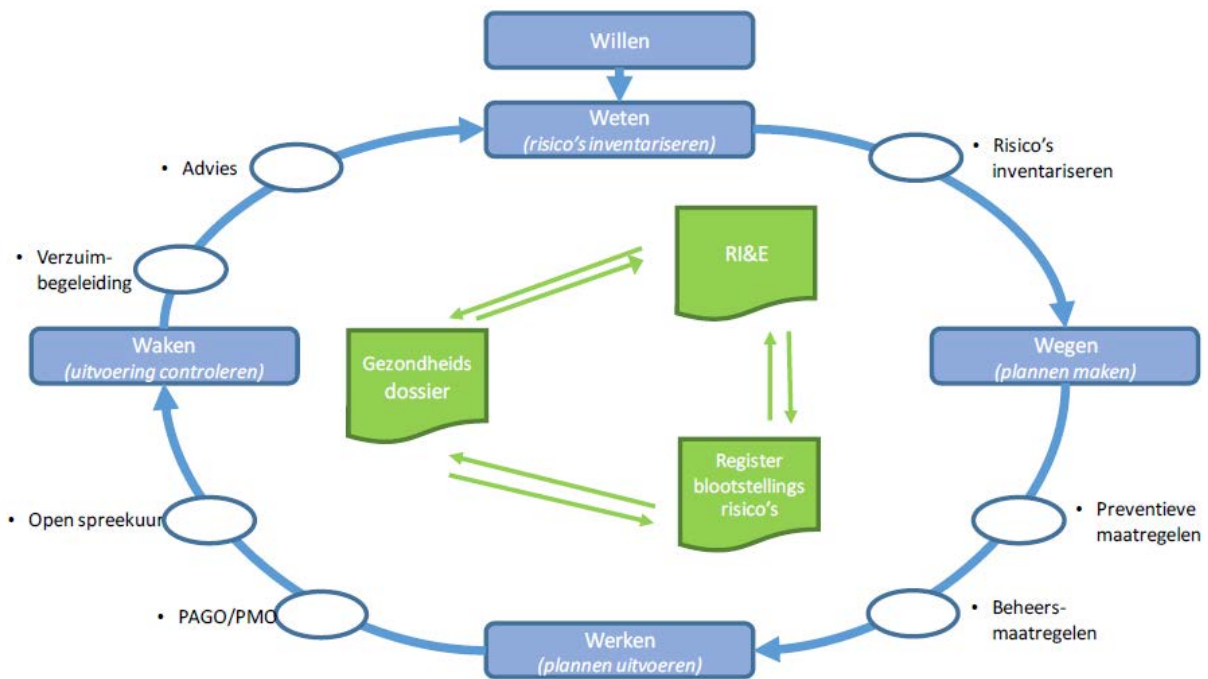 Willen
Weten
(risico's inventariseren)
• Advies
• Risico's
inventariseren
• Verzuim-
begeleiding
RI&E
Waken
(uitvoering controleren)
Gezondheids
dossier
Wegen
(plannen maken)
Register
blootstellings
risico's
• Open spreekuur
• Preventieve
maatregelen
• PAGO/PMO
• Beheers-
maatregelen
Werken
(plannen uitvoeren)